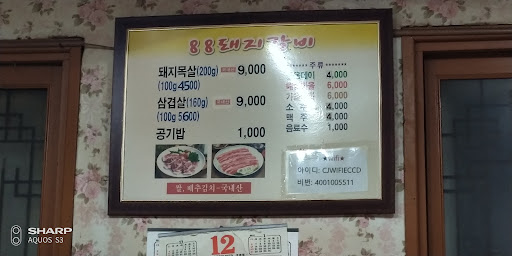 88돼지갈비
돼지목살(200g) 9,000
(100g 4500)
삼겹살(160g) 9,000
(100g 5600)
공기밥 1,000
쌀, 배추김치-국내산
****** 주류 ******
4,000
6,000
6,000
소 주 4,000
맥 주 4,000
음료수 1,000
★wifi★
아이디: CJWIFIECCD
비번: 4001005511
12
SHARP
AQUOS S3